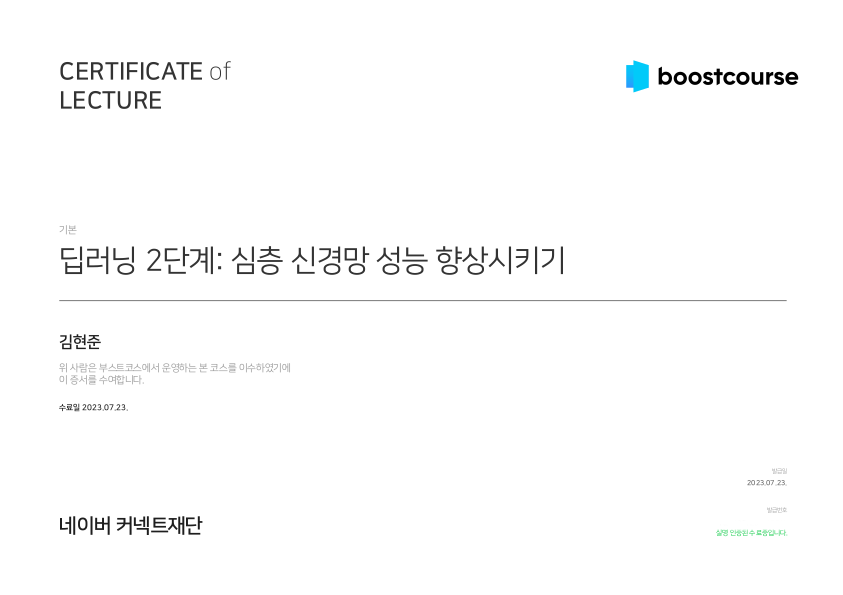 CERTIFICATE of
LECTURE
boostcourse
기본
딥러닝 2단계: 심층 신경망 성능 향상시키기
김현준
위 사람은 부스트코스에서 운영하는 본 코스를 이수하였기에
이 증서를 수여합니다.
수료일 2023.07.23.
발급일
2023.07.23.
발급번호
네이버 커넥트재단
실명 인증된 수료증입니다.